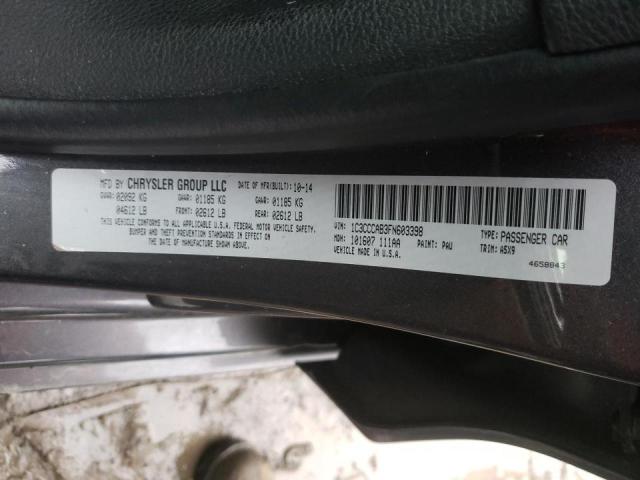 MFD BY CHRYSLER GROUP LLC DATE OF MFR(BUILT): 10-14
GVWR: 02092 KG GAWR: 01185 KG GAWR: 01185 KG
04612 LB FRONT: 02612 LB REAR: 02612 LB
THIS VEHICLE CONFORMS TO ALL APPLICABLE U.S.A. FEDERAL MOTOR VEHICLE SAFETY,
BUMPER AND THEFT PREVENTION STANDARDS IN EFFECT ON
THE DATE OF MANUFACTURE SHOWN ABOVE.
VIN: 1C3CCCAB3FN603398 TYPE: PASSENGER CAR
MDH: 101607 111AA PAINT: PAU TRIM: A5X9
VEHICLE MADE IN U.S.A.
4658843